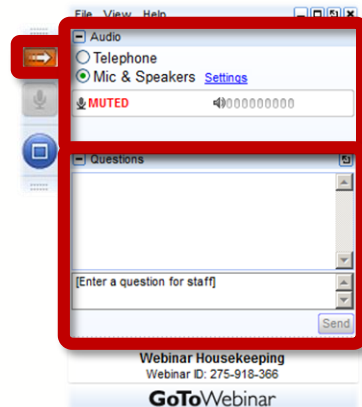 File View Help
Audio
Telephone
Mic & Speakers Settings
MUTED 000000000
Questions
[Enter a question for staff]
Send
Webinar Housekeeping
Webinar ID: 275-918-366
GoToWebinar